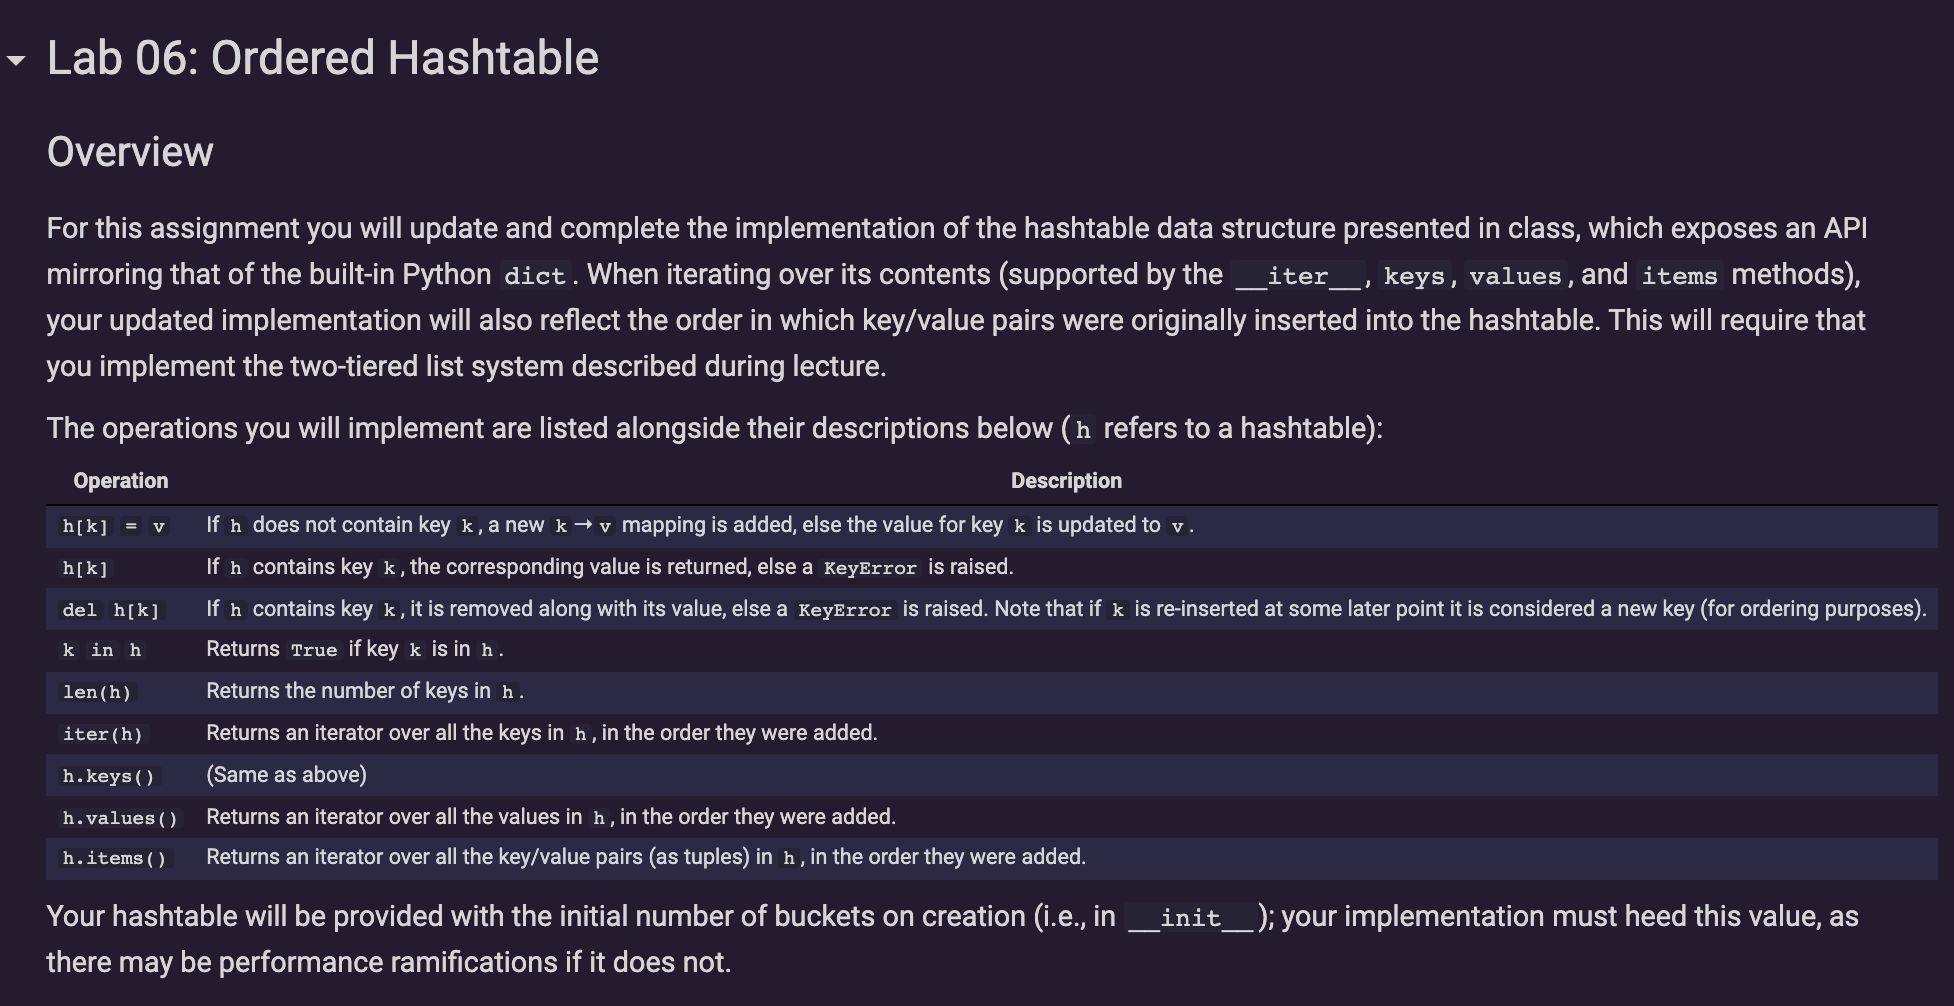 Lab 06: Ordered Hashtable
Overview
For this assignment you will update and complete the implementation of the hashtable data structure presented in class, which exposes an API
mirroring that of the built-in Python dict. When iterating over its contents (supported by the __iter__, keys, values, and items methods),
your updated implementation will also reflect the order in which key/value pairs were originally inserted into the hashtable. This will require that
you implement the two-tiered list system described during lecture.
The operations you will implement are listed alongside their descriptions below (h refers to a hashtable):
Operation Description
h[k] = v If h does not contain key k, a new k → v mapping is added, else the value for key k is updated to v.
h[k] If h contains key k, the corresponding value is returned, else a KeyError is raised.
del h[k] If h contains key k, it is removed along with its value, else a KeyError is raised. Note that if k is re-inserted at some later point it is considered a new key (for ordering purposes).
k in h Returns True if key k is in h.
len(h) Returns the number of keys in h.
iter(h) Returns an iterator over all the keys in h, in the order they were added.
h.keys() (Same as above)
h.values() Returns an iterator over all the values in h, in the order they were added.
h.items() Returns an iterator over all the key/value pairs (as tuples) in h, in the order they were added.
Your hashtable will be provided with the initial number of buckets on creation (i.e., in __init__); your implementation must heed this value, as
there may be performance ramifications if it does not.